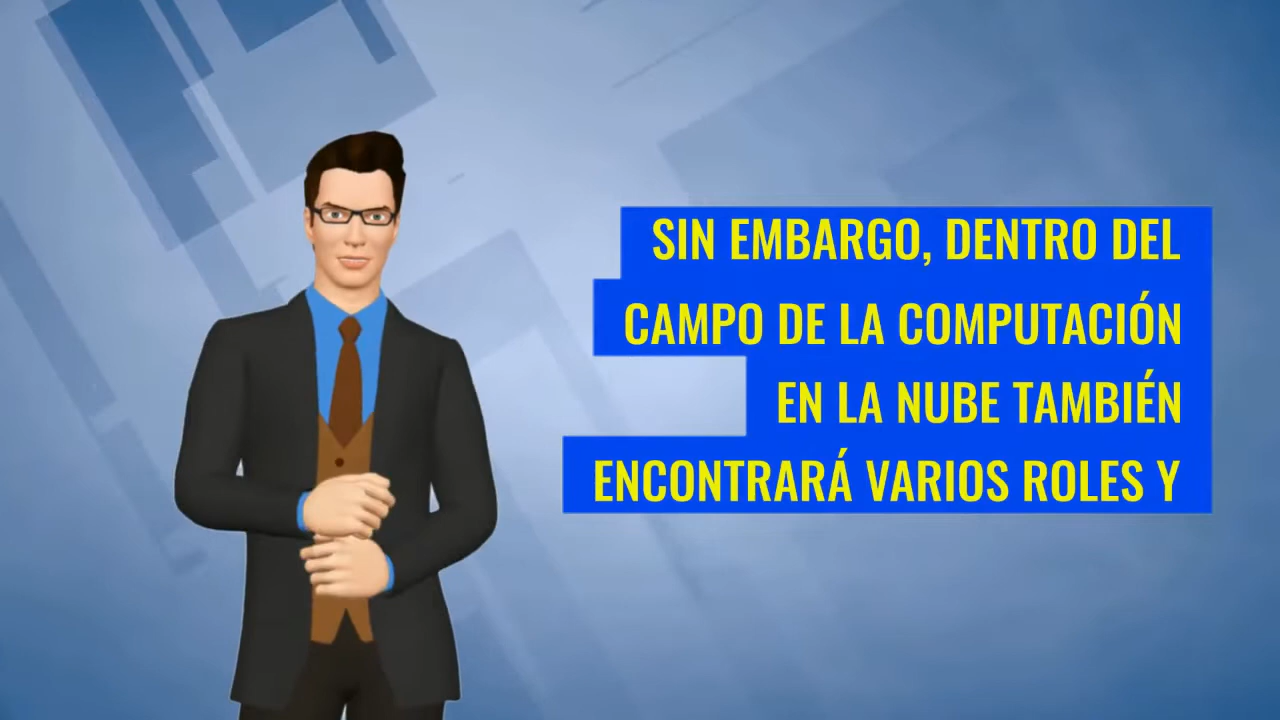 SIN EMBARGO, DENTRO DEL
CAMPO DE LA COMPUTACIÓN
EN LA NUBE TAMBIÉN
ENCONTRARÁ VARIOS ROLES Y